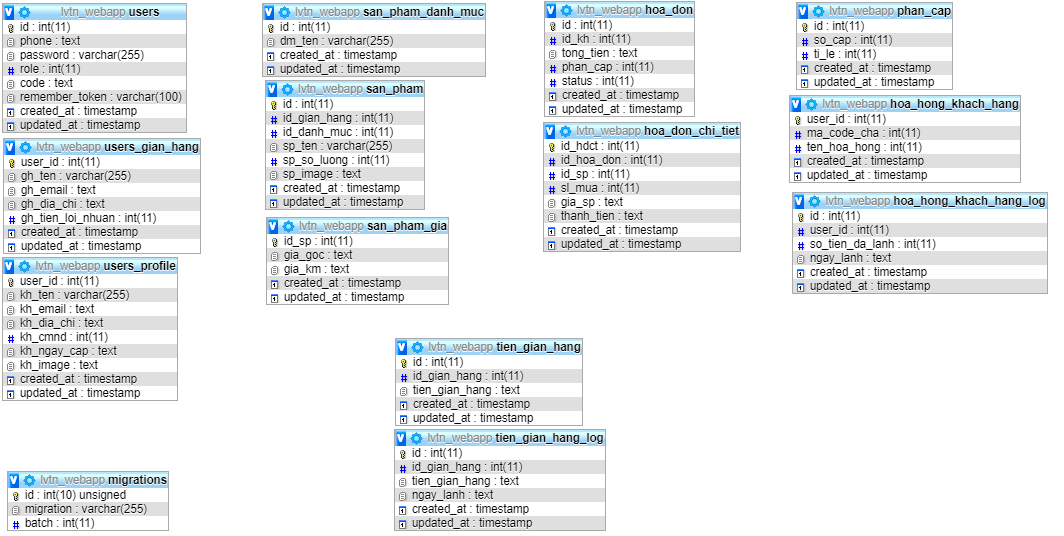 lvtn_webapp users
id : int(11)
phone : text
password : varchar(255)
role : int(11)
code : text
remember_token : varchar(100)
created_at : timestamp
updated_at : timestamp
lvtn_webapp users_gian_hang
user_id : int(11)
gh_ten : varchar(255)
gh_email : text
gh_dia_chi : text
gh_tien_loi_nhuan : int(11)
created_at : timestamp
updated_at : timestamp
lvtn_webapp users_profile
user_id : int(11)
kh_ten : varchar(255)
kh_email : text
kh_dia_chi : text
kh_cmnd : int(11)
kh_ngay_cap : text
kh_image : text
created_at : timestamp
updated_at : timestamp
lvtn_webapp migrations
id : int(10) unsigned
migration : varchar(255)
batch : int(11)
lvtn_webapp san_pham_danh_muc
id : int(11)
dm_ten : varchar(255)
created_at : timestamp
updated_at : timestamp
lvtn_webapp san_pham
id : int(11)
id_gian_hang : int(11)
id_danh_muc : int(11)
sp_ten : varchar(255)
sp_so_luong : int(11)
sp_image : text
created_at : timestamp
updated_at : timestamp
lvtn_webapp san_pham_gia
id_sp : int(11)
gia_goc : text
gia_km : text
created_at : timestamp
updated_at : timestamp
lvtn_webapp tien_gian_hang
id : int(11)
id_gian_hang : int(11)
tien_gian_hang : text
created_at : timestamp
updated_at : timestamp
lvtn_webapp tien_gian_hang_log
id : int(11)
id_gian_hang : int(11)
tien_gian_hang : text
ngay_lanh : text
created_at : timestamp
updated_at : timestamp
lvtn_webapp hoa_don
id : int(11)
id_kh : int(11)
tong_tien : text
phan_cap : int(11)
status : int(11)
created_at : timestamp
updated_at : timestamp
lvtn_webapp hoa_don_chi_tiet
id_hdct : int(11)
id_hoa_don : int(11)
id_sp : int(11)
sl_mua : int(11)
gia_sp : text
thanh_tien : text
created_at : timestamp
updated_at : timestamp
lvtn_webapp phan_cap
id : int(11)
so_cap : int(11)
ti_le : int(11)
created_at : timestamp
updated_at : timestamp
lvtn_webapp hoa_hong_khach_hang
user_id : int(11)
ma_code_cha : int(11)
ten_hoa_hong : int(11)
created_at : timestamp
updated_at : timestamp
lvtn_webapp hoa_hong_khach_hang_log
id : int(11)
user_id : int(11)
so_tien_da_lanh : int(11)
ngay_lanh : text
created_at : timestamp
updated_at : timestamp